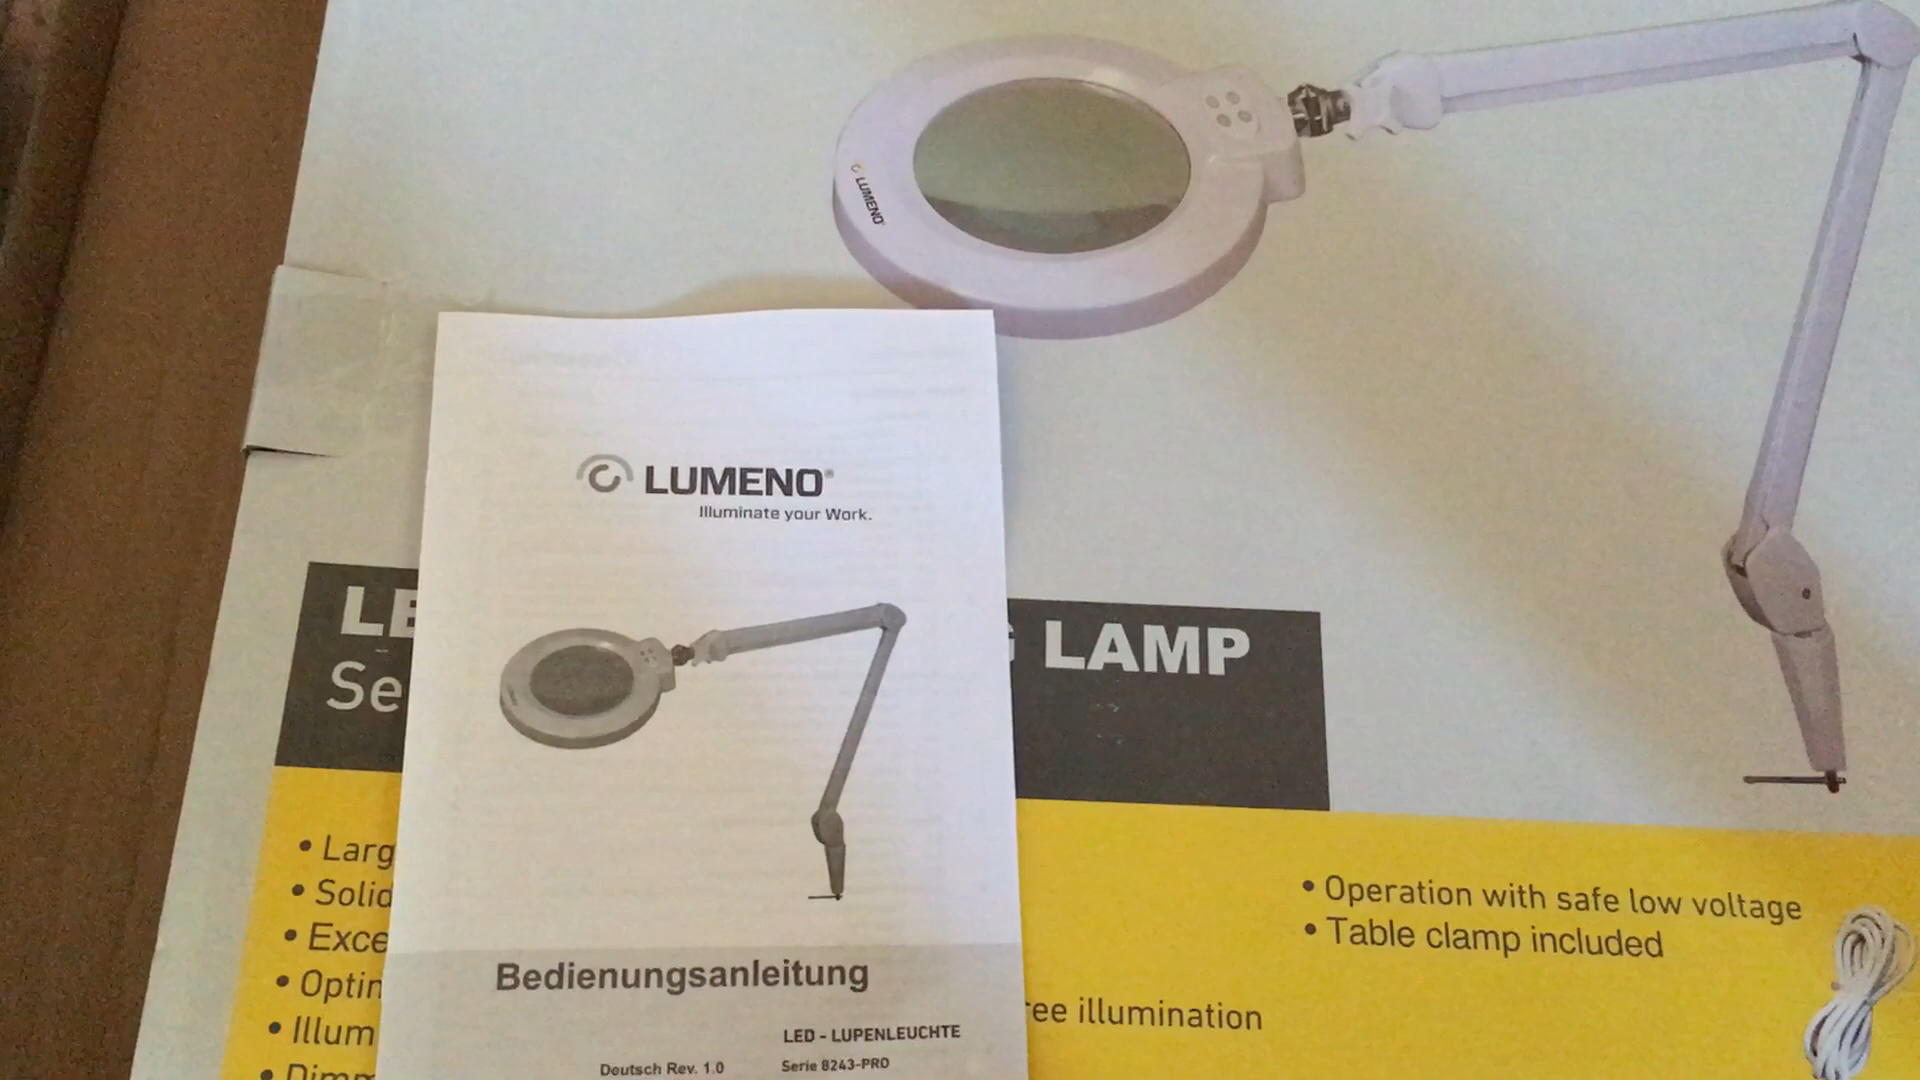 LUMENO
LUMENO®
Illuminate your Work.
LAMP
Se
• Larg
• Solid
• Exce
• Optin
• Illum
• Dimm
• Operation with safe low voltage
• Table clamp included
ree illumination
Bedienungsanleitung
LED - LUPENLEUCHTE
Deutsch Rev. 1.0 Serie 8243-PRO